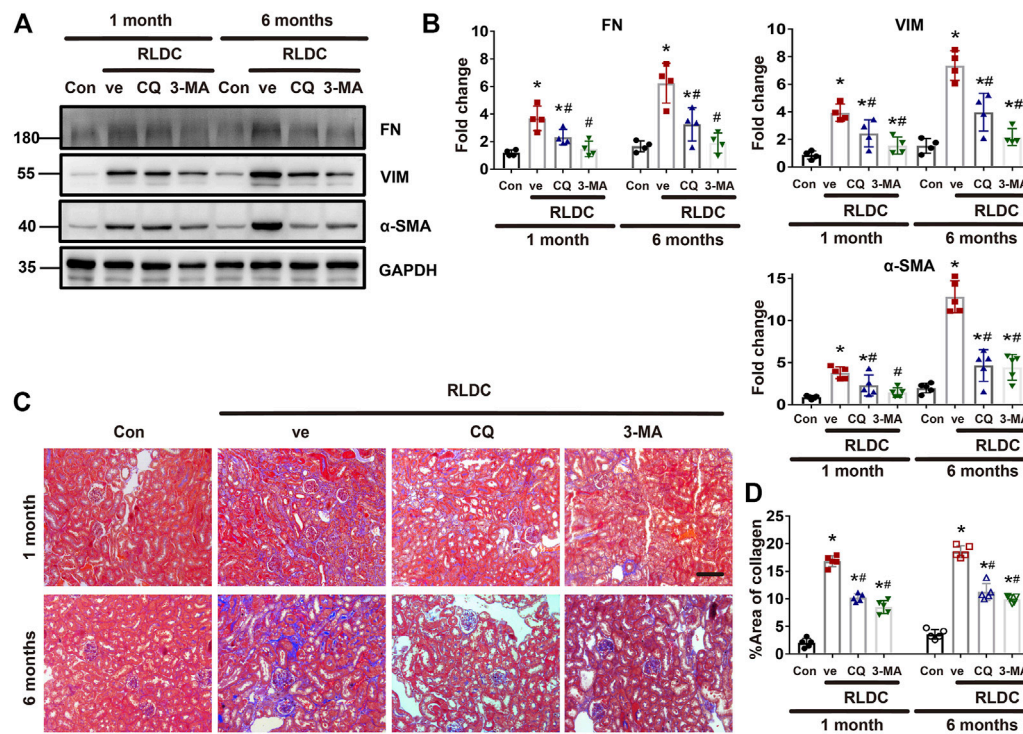 A
1 month 6 months
RLDC RLDC
Con ve CQ 3-MA Con ve CQ 3-MA
180 FN
55 VIM
40 α-SMA
35 GAPDH
B
FN
Fold change
10
8
6
4
2
0
* *# # * *# #
Con ve CQ 3-MA Con ve CQ 3-MA
RLDC RLDC
1 month 6 months
VIM
Fold change
10
8
6
4
2
0
* *# *# * *# *#
Con ve CQ 3-MA Con ve CQ 3-MA
RLDC RLDC
1 month 6 months
α-SMA
Fold change
15
10
5
0
* *# # * *# *#
Con ve CQ 3-MA Con ve CQ 3-MA
RLDC RLDC
1 month 6 months
C
RLDC
Con ve CQ 3-MA
1 month
6 months
D
%Area of collagen
25
20
15
10
5
0
* *# *# * *# *#
Con ve CQ 3-MA Con ve CQ 3-MA
RLDC RLDC
1 month 6 months